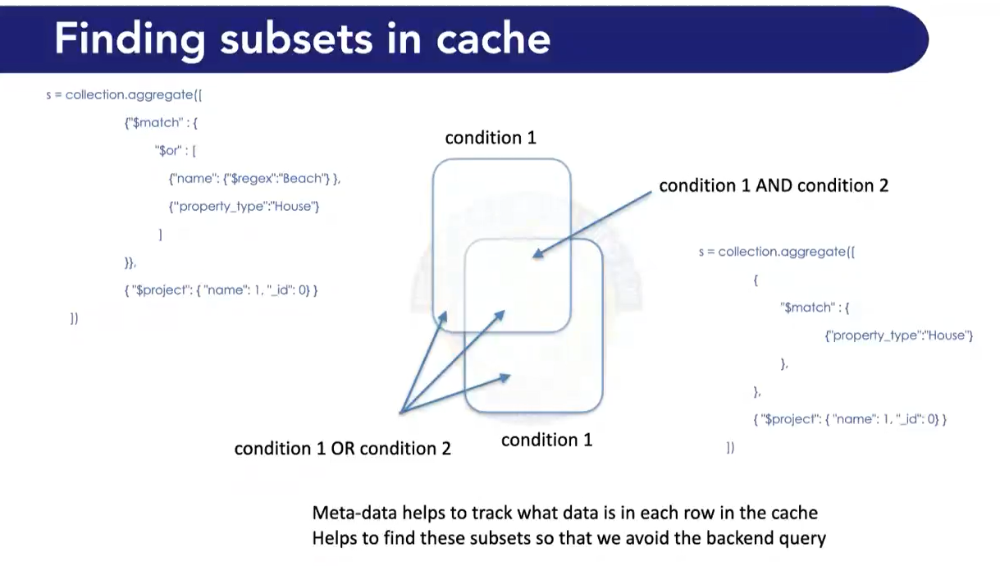 Finding subsets in cache
s = collection.aggregate([
{"$match" : {
"$or" : [
{"name": {"$regex":"Beach"} },
{"property_type":"House"}
]
}},
{ "$project": { "name": 1, "_id": 0} }
])
condition 1
condition 1 AND condition 2
condition 1 OR condition 2
condition 1
s = collection.aggregate([
{
"$match" : {
{"property_type":"House"}
},
},
{ "$project": { "name": 1, "_id": 0} }
])
Meta-data helps to track what data is in each row in the cache
Helps to find these subsets so that we avoid the backend query